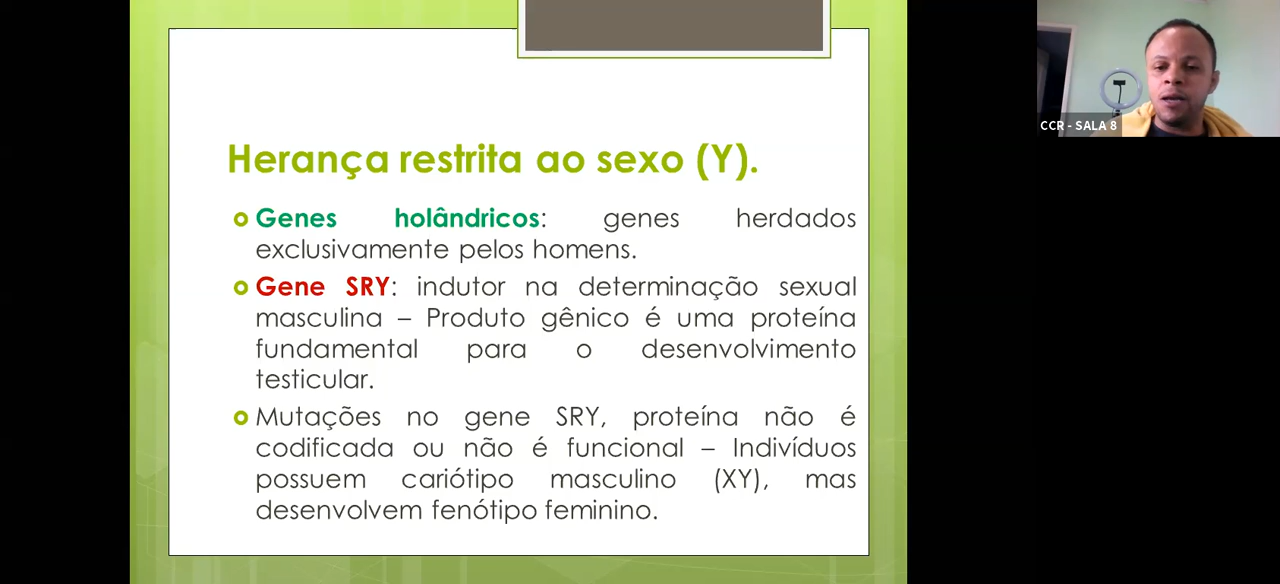 Herança restrita ao sexo (Y).
Genes holândricos: genes herdados
exclusivamente pelos homens.
Gene SRY: indutor na determinação sexual
masculina – Produto gênico é uma proteína
fundamental para o desenvolvimento
testicular.
Mutações no gene SRY, proteína não é
codificada ou não é funcional – Indivíduos
possuem cariótipo masculino (XY), mas
desenvolvem fenótipo feminino.
CCR - SALA 8